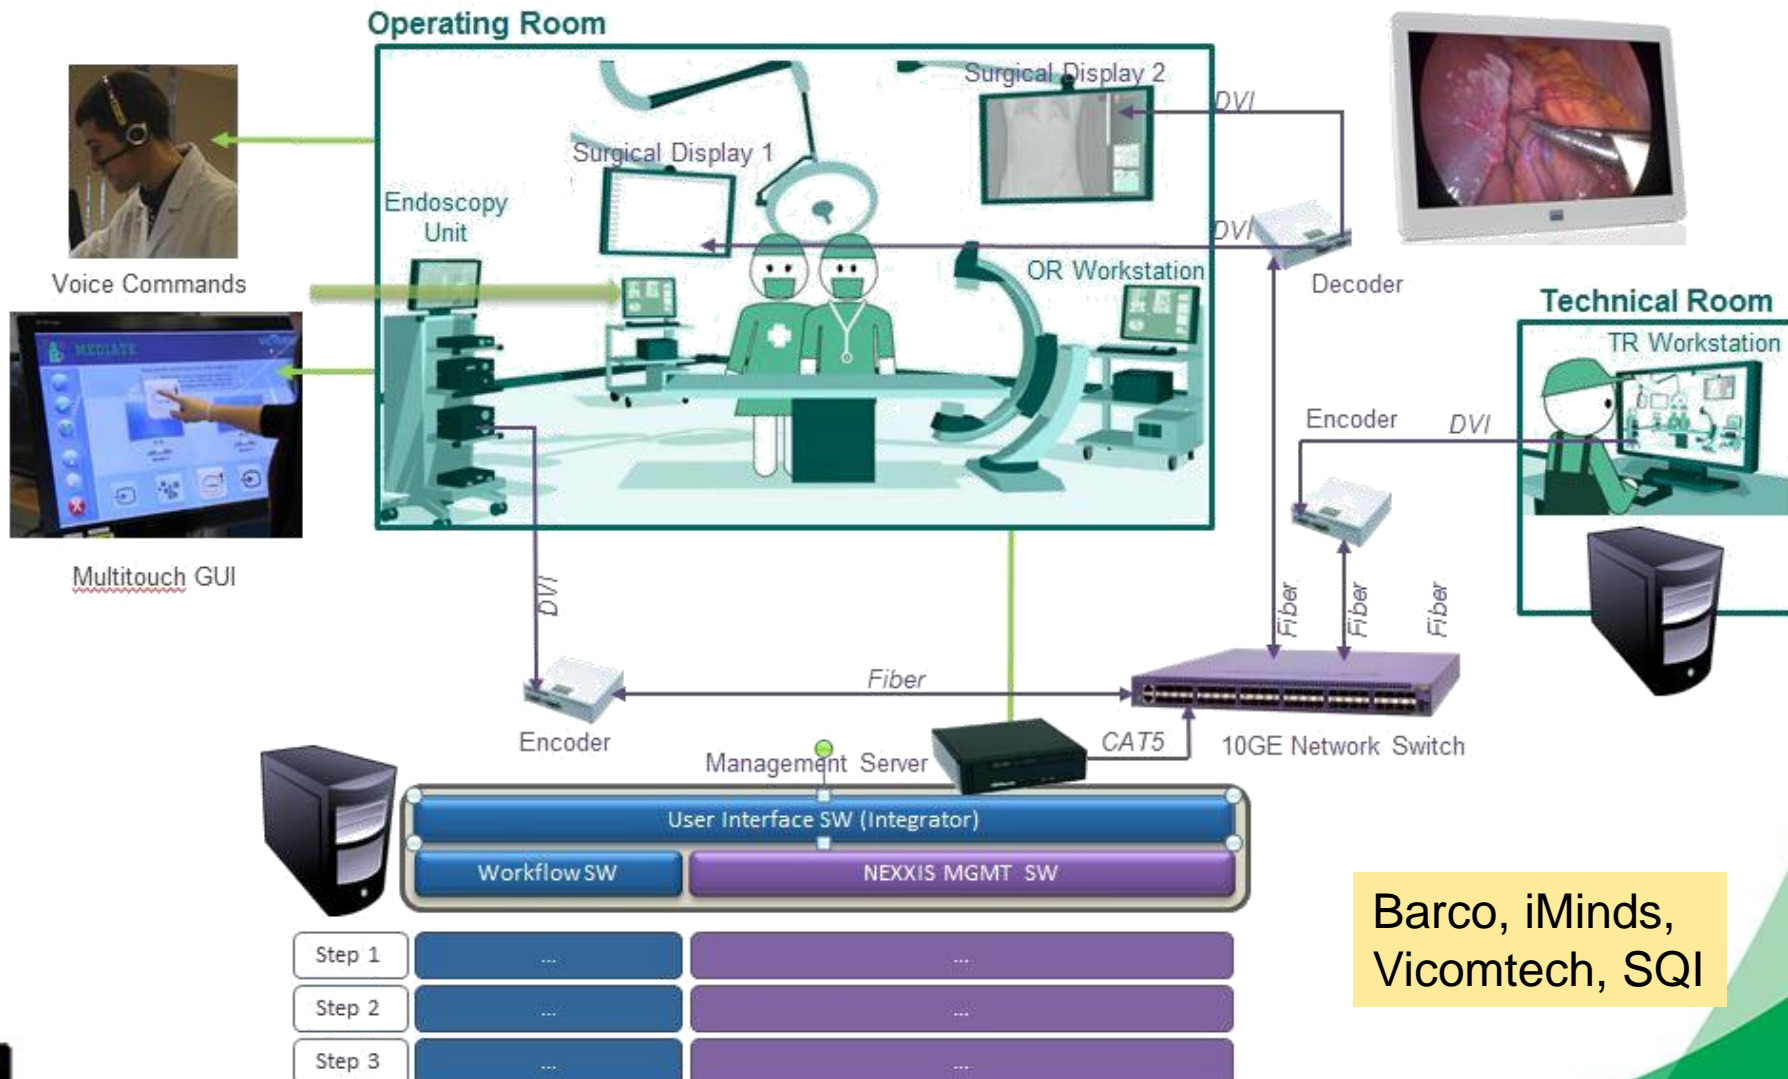 Operating Room
Surgical Display 2
DVI
Surgical Display 1
Endoscopy
Unit
DVI
OR Workstation
Decoder
Voice Commands
Technical Room
TR Workstation
MEDIATE
Encoder
DVI
Multitouch GUI
DVI
Fiber
Fiber
Fiber
Fiber
Encoder
Management Server
CAT5
10GE Network Switch
User Interface SW (Integrator)
Workflow SW
NEXXIS MGMT SW
Barco, iMinds,
Vicomtech, SQI
Step 1
...
...
Step 2
...
...
Step 3
...
...